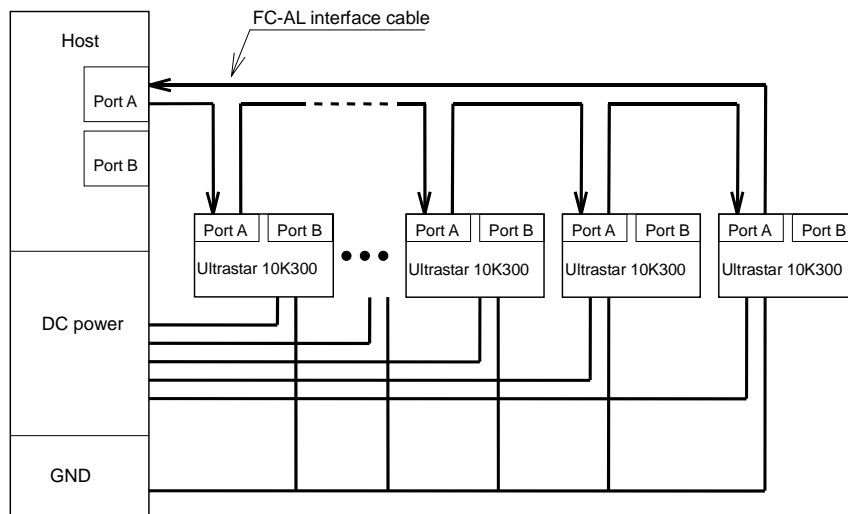 FC-AL interface cable
Host
Port A
Port B
Port A Port B
Ultrastar 10K300
Port A Port B
Ultrastar 10K300
Port A Port B
Ultrastar 10K300
Port A Port B
Ultrastar 10K300
DC power
GND